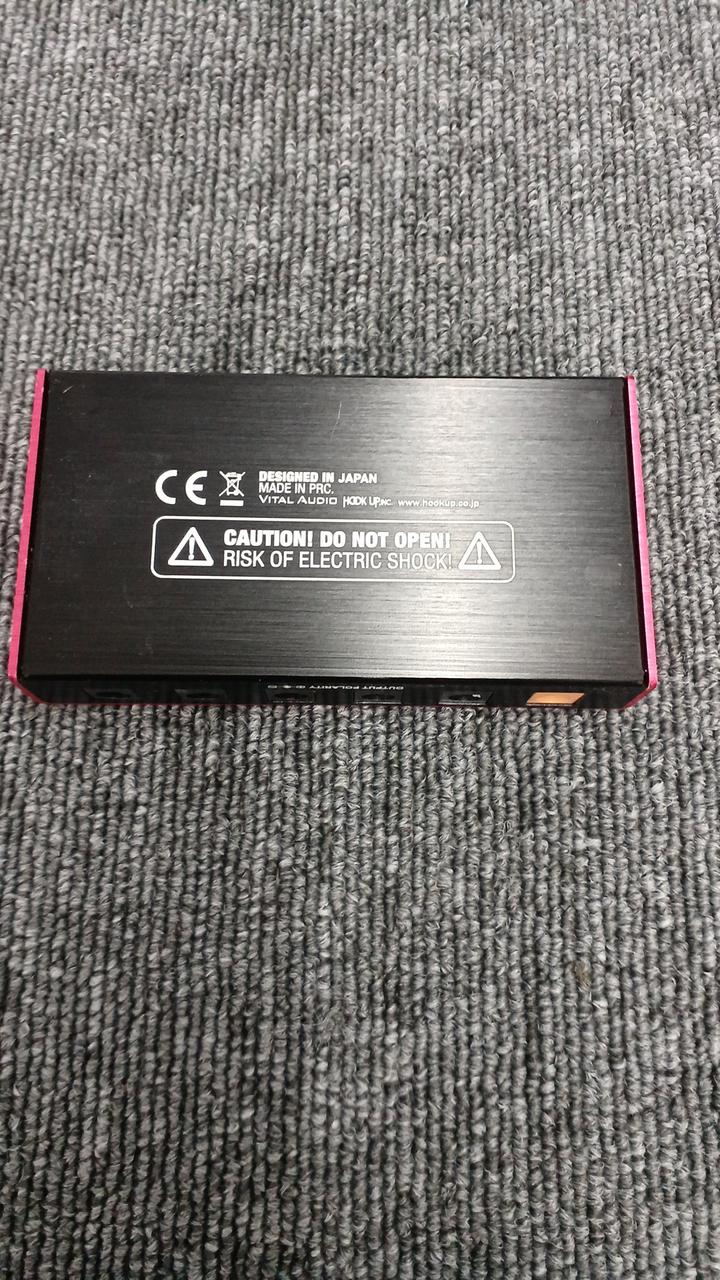 CE DESIGNED IN JAPAN
MADE IN PRC.
VITAL AUDIO HOOK UP,INC. www.hookup.co.jp
CAUTION! DO NOT OPEN!
RISK OF ELECTRIC SHOCK!
OUTPUT POLARITY